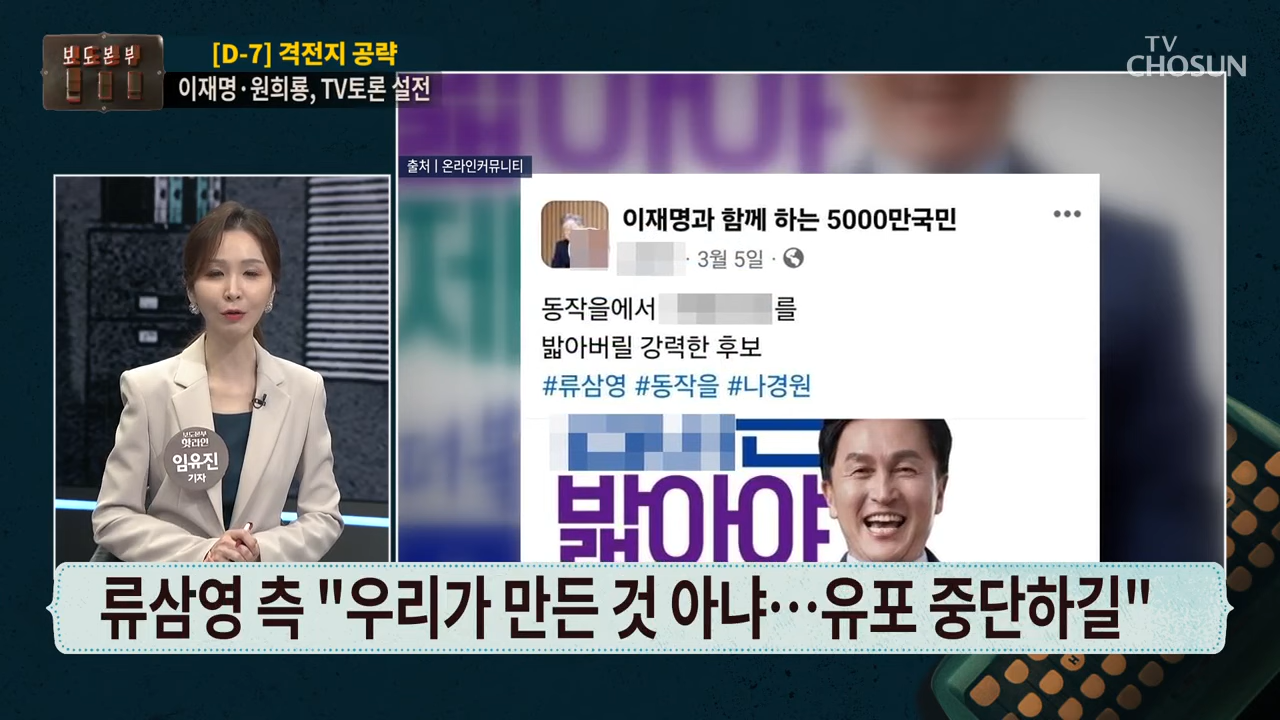 보도본부
핫라인
[D-7] 격전지 공략
이재명·원희룡, TV토론 설전
TV
CHOSUN
출처 | 온라인커뮤니티
이재명과 함께 하는 5000만국민
· 3월 5일 ·
동작을에서 를
밟아버릴 강력한 후보
#류삼영 #동작을 #나경원
밟아야
보도본부
핫라인
임유진
기자
류삼영 측 "우리가 만든 것 아냐…유포 중단하길"